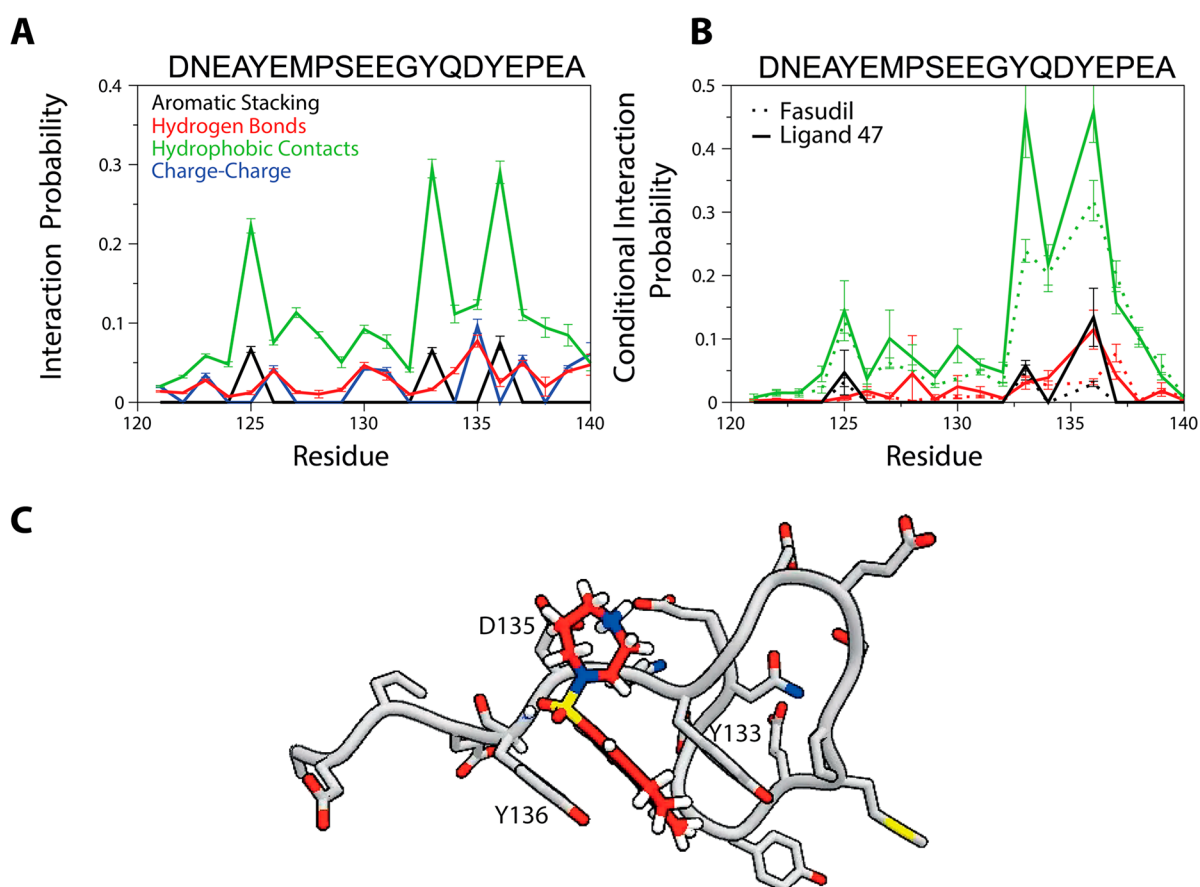 A
DNEAYEMPSEEGYQDYEPEA
Interaction Probability
0.4
0.3
0.2
0.1
0
Aromatic Stacking
Hydrogen Bonds
Hydrophobic Contacts
Charge-Charge
120 125 130 135 140
Residue
B
DNEAYEMPSEEGYQDYEPEA
Conditional Interaction
Probability
0.5
0.4
0.3
0.2
0.1
0
Fasudil
Ligand 47
120 125 130 135 140
Residue
C
D135
Y133
Y136